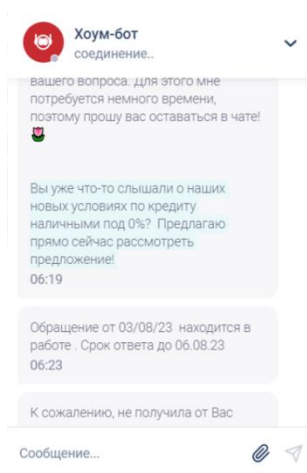 Хоум-бот
соединение..
вашего вопроса. Для этого мне
потребуется немного времени,
поэтому прошу вас оставаться в чате!
Вы уже что-то слышали о наших
новых условиях по кредиту
наличными под 0%? Предлагаю
прямо сейчас рассмотреть
предложение!
06:19
Обращение от 03/08/23 находится в
работе . Срок ответа до 06.08.23
06:23
К сожалению, не получила от Вас
Сообщение...